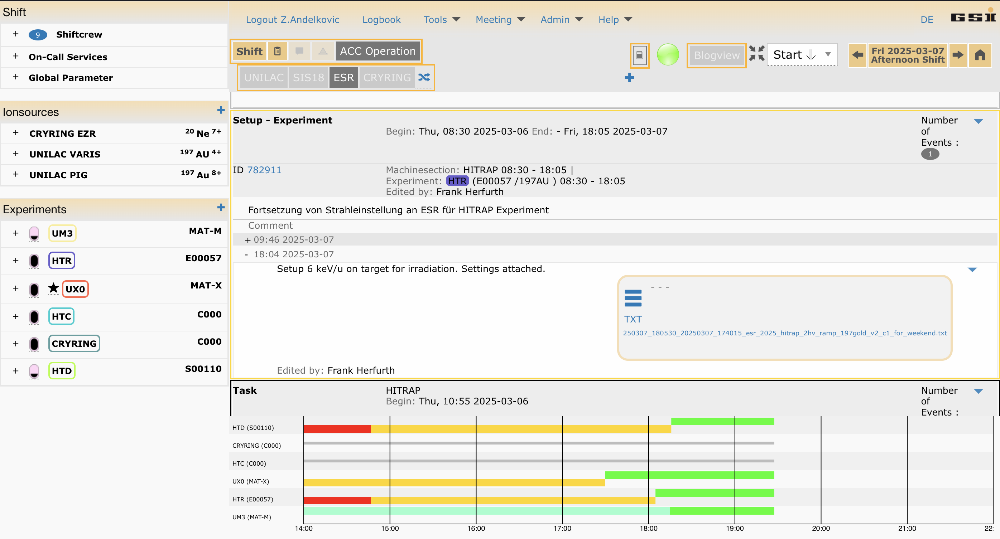 Shift
+ 9 Shiftcrew
+ On-Call Services
+ Global Parameter
Ionsources
+ CRYRING EZR 20 Ne 7+
+ UNILAC VARIS 197 AU 4+
+ UNILAC PIG 197 Au 8+
Experiments
+ UM3 MAT-M
+ HTR E00057
+ UX0 MAT-X
+ HTC C000
+ CRYRING C000
+ HTD S00110
Logout Z.Andelkovic Logbook Tools Meeting Admin Help DE GSI
Shift ACC Operation Blogview Start Fri 2025-03-07
Afternoon Shift
UNILAC SIS18 ESR CRYRING
Setup - Experiment
Begin: Thu, 08:30 2025-03-06 End: - Fri, 18:05 2025-03-07
Number
of
Events :
1
ID 782911
Machinesection: HITRAP 08:30 - 18:05 |
Experiment: HTR (E00057 /197AU ) 08:30 - 18:05
Edited by: Frank Herfurth
Fortsetzung von Strahleinstellung an ESR für HITRAP Experiment
Comment
+ 09:46 2025-03-07
- 18:04 2025-03-07
Setup 6 keV/u on target for irradiation. Settings attached.
- - -
TXT
250307_180530_20250307_174015_esr_2025_hitrap_2hv_ramp_197gold_v2_c1_for_weekend.txt
Edited by: Frank Herfurth
Task
HITRAP
Begin: Thu, 10:55 2025-03-06
Number
of
Events :
HTD (S00110)
CRYRING (C000)
HTC (C000)
UX0 (MAT-X)
HTR (E00057)
UM3 (MAT-M)
14:00 15:00 16:00 17:00 18:00 19:00 20:00 21:00 22: